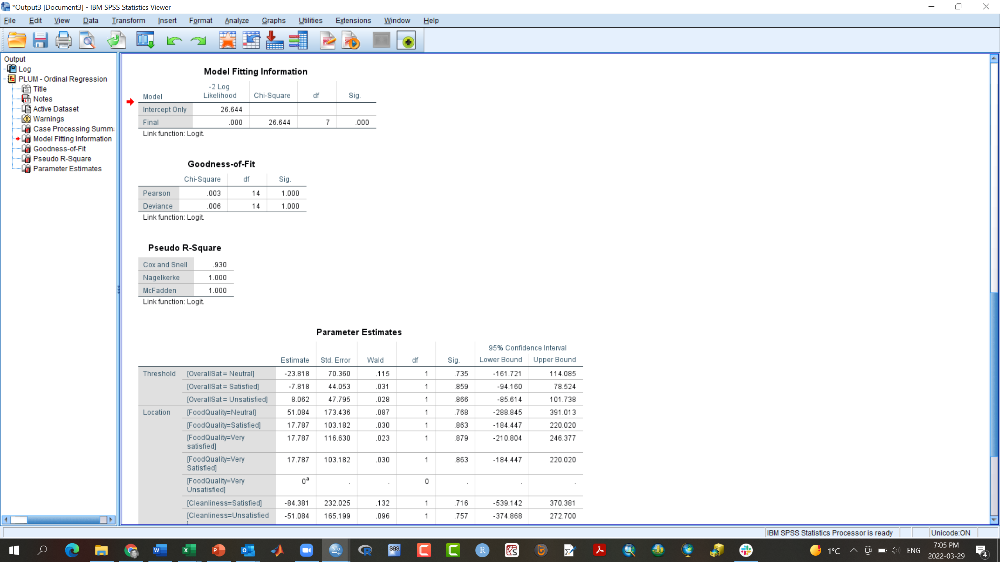 *Output3 [Document3] - IBM SPSS Statistics Viewer
File Edit View Data Transform Insert Format Analyze Graphs Utilities Extensions Window Help
Output
Log
PLUM - Ordinal Regression
Title
Notes
Active Dataset
Warnings
Case Processing Summ
Model Fitting Information
Goodness-of-Fit
Pseudo R-Square
Parameter Estimates
Model Fitting Information
Model -2 Log Likelihood Chi-Square df Sig.
Intercept Only 26.644
Final .000 26.644 7 .000
Link function: Logit.
Goodness-of-Fit
Chi-Square df Sig.
Pearson .003 14 1.000
Deviance .006 14 1.000
Link function: Logit.
Pseudo R-Square
Cox and Snell .930
Nagelkerke 1.000
McFadden 1.000
Link function: Logit.
Parameter Estimates
95% Confidence Interval
Estimate Std. Error Wald df Sig. Lower Bound Upper Bound
Threshold [OverallSat = Neutral] -23.818 70.360 .115 1 .735 -161.721 114.085
[OverallSat = Satisfied] -7.818 44.053 .031 1 .859 -94.160 78.524
[OverallSat = Unsatisfied] 8.062 47.795 .028 1 .866 -85.614 101.738
Location [FoodQuality=Neutral] 51.084 173.436 .087 1 .768 -288.845 391.013
[FoodQuality=Satisfied] 17.787 103.182 .030 1 .863 -184.447 220.020
[FoodQuality=Very satisfied] 17.787 116.630 .023 1 .879 -210.804 246.377
[FoodQuality=Very Satisfied] 17.787 103.182 .030 1 .863 -184.447 220.020
[FoodQuality=Very Unsatisfied] 0a . . 0 . . .
[Cleanliness=Satisfied] -84.381 232.025 .132 1 .716 -539.142 370.381
[Cleanliness=Unsatisfied -51.084 165.199 .096 1 .757 -374.868 272.700
IBM SPSS Statistics Processor is ready Unicode:ON
1°C ENG 7:05 PM
2022-03-29
4
sas